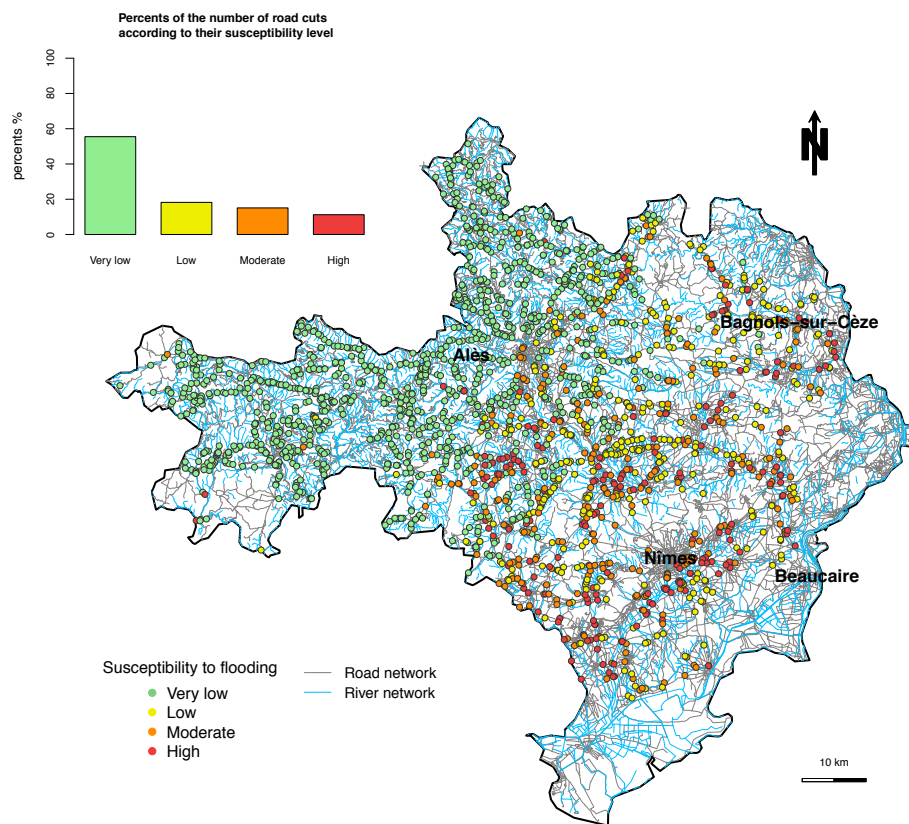 Percents of the number of road cuts
according to their susceptibility level
percents %
0 20 40 60 80 100
Very low Low Moderate High
N
Bagnols−sur−Cèze
Alès
Nîmes
Beaucaire
Susceptibility to flooding
Very low
Low
Moderate
High
Road network
River network
10 km